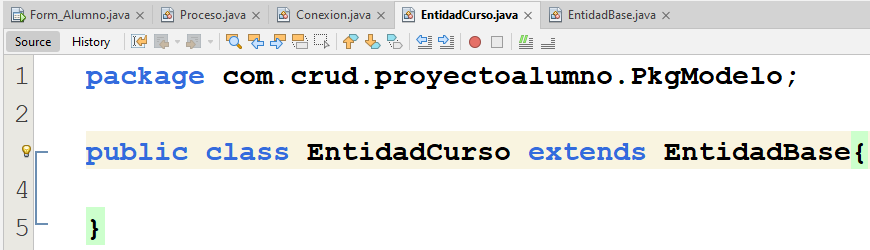 Form_Alumno.java Proceso.java Conexion.java EntidadCurso.java EntidadBase.java
Source History
1 package com.crud.proyectoalumno.PkgModelo;
2
public class EntidadCurso extends EntidadBase{
4
5 }